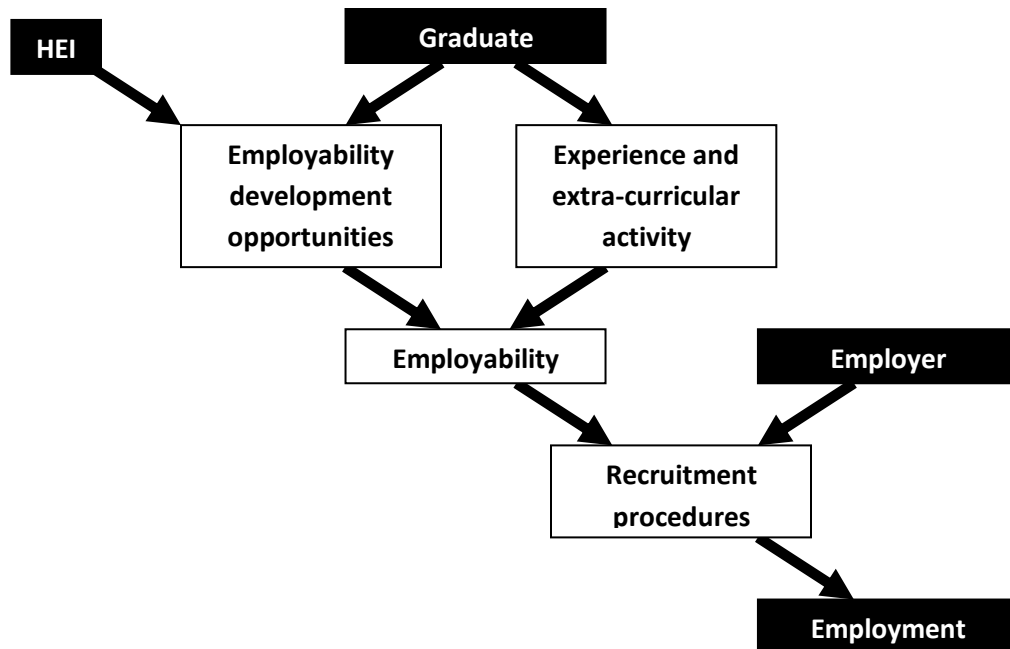 HEI
Graduate
Employability
development
opportunities
Experience and
extra-curricular
activity
Employability
Employer
Recruitment
procedures
Employment